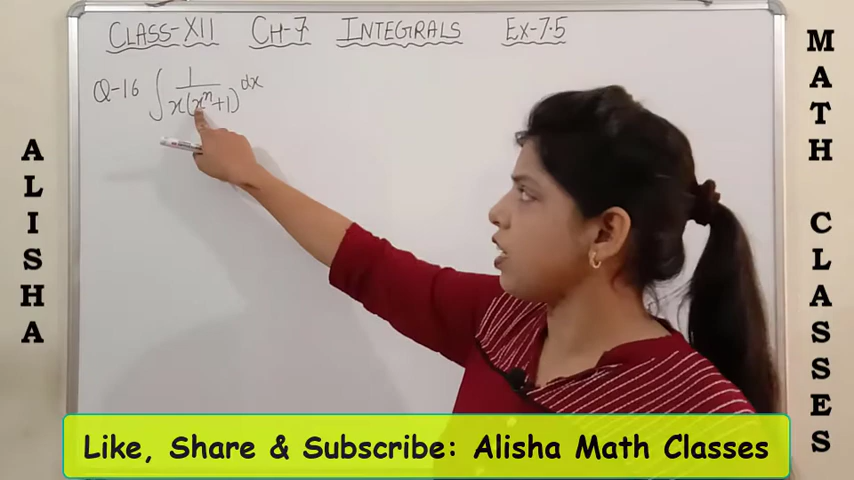 CLASS-XII CH-7 INTEGRALS EX-7.5
Q-16 ∫ 1/x(xⁿ+1) dx
ALISHA
MATH CLASSES
Like, Share & Subscribe: Alisha Math Classes